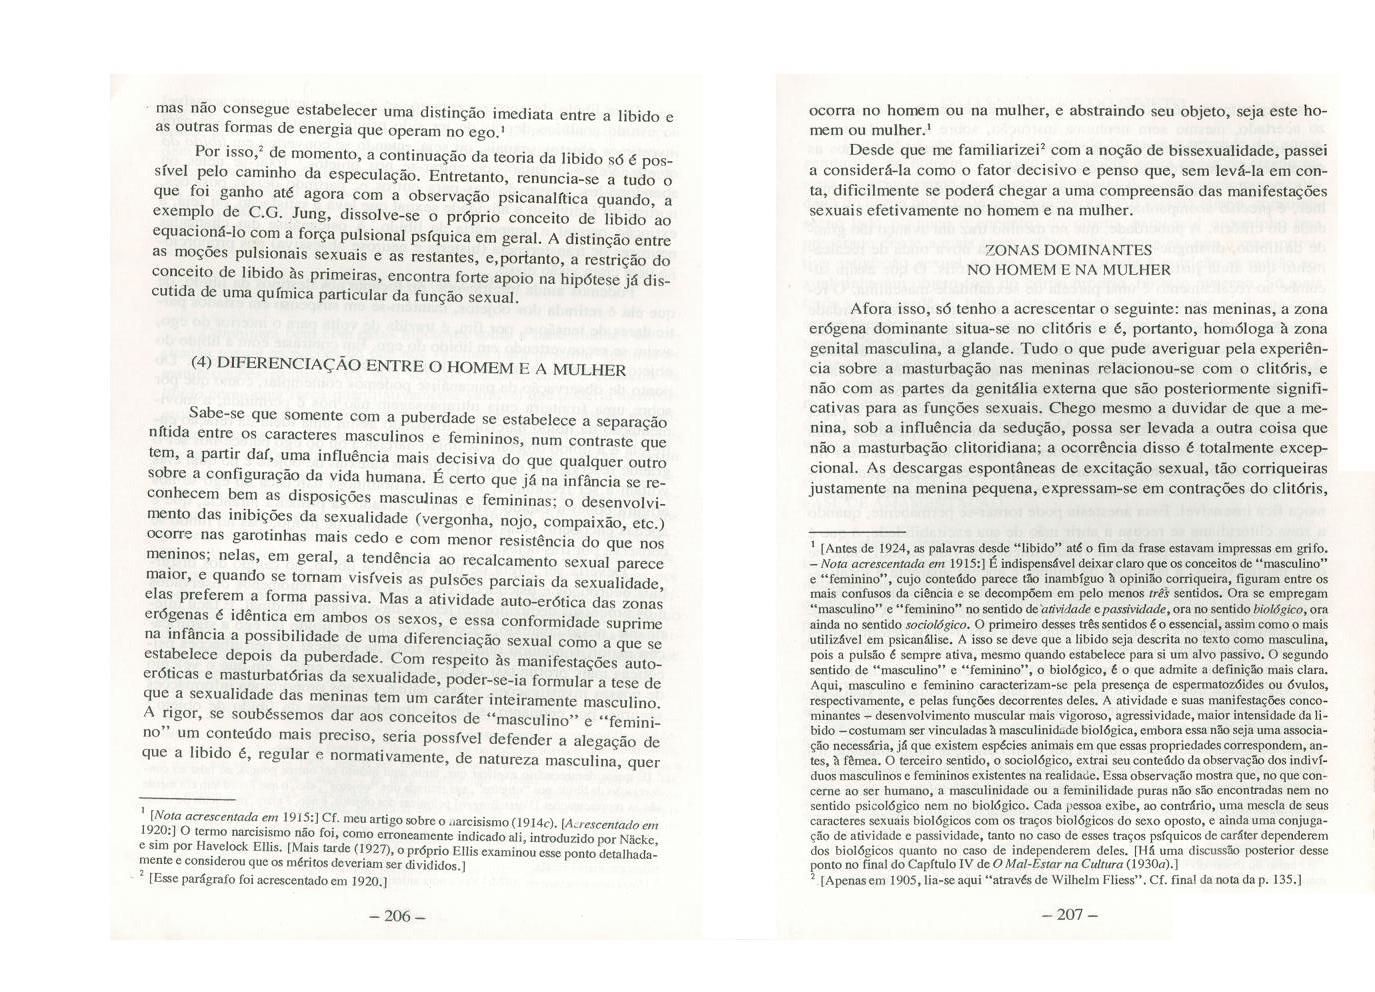 mas não consegue estabelecer uma distinção imediata entre a libido e
as outras formas de energia que operam no ego.¹
Por isso,² de momento, a continuação da teoria da libido só é pos-
sível pelo caminho da especulação. Entretanto, renuncia-se a tudo o
que foi ganho até agora com a observação psicanalítica quando, a
exemplo de C.G. Jung, dissolve-se o próprio conceito de libido ao
equacioná-lo com a força pulsional psíquica em geral. A distinção entre
as moções pulsionais sexuais e as restantes, e,portanto, a restrição do
conceito de libido às primeiras, encontra forte apoio na hipótese já dis-
cutida de uma química particular da função sexual.
(4) DIFERENCIAÇÃO ENTRE O HOMEM E A MULHER
Sabe-se que somente com a puberdade se estabelece a separação
nítida entre os caracteres masculinos e femininos, num contraste que
tem, a partir daí, uma influência mais decisiva do que qualquer outro
sobre a configuração da vida humana. É certo que já na infância se re-
conhecem bem as disposições masculinas e femininas; o desenvolvi-
mento das inibições da sexualidade (vergonha, nojo, compaixão, etc.)
ocorre nas garotinhas mais cedo e com menor resistência do que nos
meninos; nelas, em geral, a tendência ao recalcamento sexual parece
maior, e quando se tornam visíveis as pulsões parciais da sexualidade,
elas preferem a forma passiva. Mas a atividade auto-erótica das zonas
erógenas é idêntica em ambos os sexos, e essa conformidade suprime
na infância a possibilidade de uma diferenciação sexual como a que se
estabelece depois da puberdade. Com respeito às manifestações auto-
eróticas e masturbatórias da sexualidade, poder-se-ia formular a tese de
que a sexualidade das meninas tem um caráter inteiramente masculino.
A rigor, se soubéssemos dar aos conceitos de “masculino” e “femini-
no” um conteúdo mais preciso, seria possível defender a alegação de
que a libido é, regular e normativamente, de natureza masculina, quer
¹ [Nota acrescentada em 1915:] Cf. meu artigo sobre o narcisismo (1914c). [Acrescentado em
1920:] O termo narcisismo não foi, como erroneamente indicado ali, introduzido por Näcke,
e sim por Havelock Ellis. [Mais tarde (1927), o próprio Ellis examinou esse ponto detalhada-
mente e considerou que os méritos deveriam ser divididos.]
² [Esse parágrafo foi acrescentado em 1920.]
– 206 –
ocorra no homem ou na mulher, e abstraindo seu objeto, seja este ho-
mem ou mulher.¹
Desde que me familiarizei² com a noção de bissexualidade, passei
a considerá-la como o fator decisivo e penso que, sem levá-la em con-
ta, dificilmente se poderá chegar a uma compreensão das manifestações
sexuais efetivamente no homem e na mulher.
ZONAS DOMINANTES
NO HOMEM E NA MULHER
Afora isso, só tenho a acrescentar o seguinte: nas meninas, a zona
erógena dominante situa-se no clitóris e é, portanto, homóloga à zona
genital masculina, a glande. Tudo o que pude averiguar pela experiên-
cia sobre a masturbação nas meninas relacionou-se com o clitóris, e
não com as partes da genitália externa que são posteriormente signifi-
cativas para as funções sexuais. Chego mesmo a duvidar de que a me-
nina, sob a influência da sedução, possa ser levada a outra coisa que
não a masturbação clitoridiana; a ocorrência disso é totalmente excep-
cional. As descargas espontâneas de excitação sexual, tão corriqueiras
justamente na menina pequena, expressam-se em contrações do clitóris,
¹ [Antes de 1924, as palavras desde “libido” até o fim da frase estavam impressas em grifo.
– Nota acrescentada em 1915:] É indispensável deixar claro que os conceitos de “masculino”
e “feminino”, cujo conteúdo parece tão inambíguo à opinião corriqueira, figuram entre os
mais confusos da ciência e se decompõem em pelo menos três sentidos. Ora se empregam
“masculino” e “feminino” no sentido de atividade e passividade, ora no sentido biológico, ora
ainda no sentido sociológico. O primeiro desses três sentidos é o essencial, assim como o mais
utilizável em psicanálise. A isso se deve que a libido seja descrita no texto como masculina,
pois a pulsão é sempre ativa, mesmo quando estabelece para si um alvo passivo. O segundo
sentido de “masculino” e “feminino”, o biológico, é o que admite a definição mais clara.
Aqui, masculino e feminino caracterizam-se pela presença de espermatozóides ou óvulos,
respectivamente, e pelas funções decorrentes deles. A atividade e suas manifestações conco-
minantes – desenvolvimento muscular mais vigoroso, agressividade, maior intensidade da li-
bido – costumam ser vinculadas à masculinidade biológica, embora essa não seja uma associa-
ção necessária, já que existem espécies animais em que essas propriedades correspondem, an-
tes, à fêmea. O terceiro sentido, o sociológico, extrai seu conteúdo da observação dos indiví-
duos masculinos e femininos existentes na realidade. Essa observação mostra que, no que con-
cerne ao ser humano, a masculinidade ou a feminilidade puras não são encontradas nem no
sentido psicológico nem no biológico. Cada pessoa exibe, ao contrário, uma mescla de seus
caracteres sexuais biológicos com os traços biológicos do sexo oposto, e ainda uma conjuga-
ção de atividade e passividade, tanto no caso de esses traços psíquicos de caráter dependerem
dos biológicos quanto no caso de independerem deles. [Há uma discussão posterior desse
ponto no final do Capítulo IV de O Mal-Estar na Cultura (1930a).]
² [Apenas em 1905, lia-se aqui “através de Wilhelm Fliess”. Cf. final da nota da p. 135.]
– 207 –